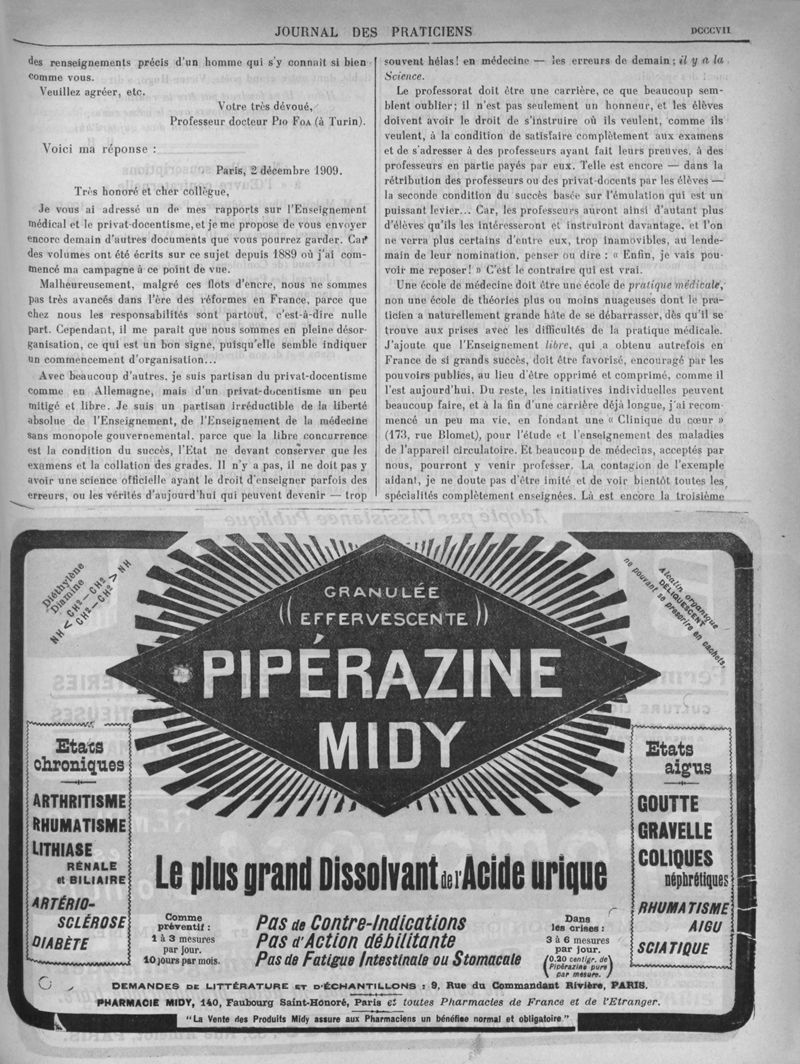 JOURNAL DES PRATICIENS
DCCCVII
des renseignements précis d'un homme qui s'y connait si bien
comme vous.
Veuillez agréer, etc.
Votre très dévoué,
Professeur docteur Pio Foa (à Turin).
Voici ma réponse :
Paris, 2 décembre 1909.
Très honoré et cher collègue,
Je vous ai adressé un de mes rapports sur l'Enseignement
médical et le privat-docentisme, et je me propose de vous envoyer
encore demain d'autres documents que vous pourrez garder. Car
des volumes ont été écrits sur ce sujet depuis 1889 où j'ai com-
mencé ma campagne à ce point de vue.
Malheureusement, malgré ces flots d'encre, nous ne sommes
pas très avancés dans l'ère des réformes en France, parce que
chez nous les responsabilités sont partout, c'est-à-dire nulle
part. Cependant, il me paraît que nous sommes en pleine désor-
ganisation, ce qui est un bon signe, puisqu'elle semble indiquer
un commencement d'organisation...
Avec beaucoup d'autres. je suis partisan du privat-docentisme
comme en Allemagne, mais d'un privat-docentisme un peu
mitigé et libre. Je suis un partisan irréductible de la liberté
absolue de l'Enseignement, de l'Enseignement de la médecine
sans monopole gouvernemental. parce que la libre concurrence
est la condition du succès, l'Etat ne devant conserver que les
examens et la collation des grades. Il n'y a pas, il ne doit pas y
avoir une science officielle ayant le droit d'enseigner parfois des
erreurs, ou les vérités d'aujourd'hui qui peuvent devenir — trop
souvent hélas! en médecine — les erreurs de demain; il y a la
Science.
Le professorat doit être une carrière, ce que beaucoup sem-
blent oublier; il n'est pas seulement un honneur, et les élèves
doivent avoir le droit de s'instruire où ils veulent, comme ils
veulent, à la condition de satisfaire complètement aux examens
et de s'adresser à des professeurs ayant fait leurs preuves, à des
professeurs en partie payés par eux. Telle est encore — dans la
rétribution des professeurs ou des privat-docents par les élèves —
la seconde condition du succès basée sur l'émulation qui est un
puissant levier... Car, les professeurs auront ainsi d'autant plus
d'élèves qu'ils les intéresseront et instruiront davantage. et l'on
ne verra plus certains d'entre eux, trop inamovibles, au lende-
main de leur nomination, penser ou dire : « Enfin, je vais pou-
voir me reposer! » C'est le contraire qui est vrai.
Une école de médecine doit être une école de pratique médicale,
non une école de théories plus ou moins nuageuses dont le pra-
ticien a naturellement grande hâte de se débarrasser, dès qu'il se
trouve aux prises avec les difficultés de la pratique médicale.
J'ajoute que l'Enseignement libre, qui a obtenu autrefois en
France de si grands succès, doit être favorisé, encouragé par les
pouvoirs publics, au lieu d'être opprimé et comprimé, comme il
l'est aujourd'hui. Du reste, les initiatives individuelles peuvent
beaucoup faire, et à la fin d'une carrière déjà longue, j'ai recom-
mencé un peu ma vie, en fondant une « Clinique du cœur »
(173, rue Blomet), pour l'étude et l'enseignement des maladies
de l'appareil circulatoire. Et beaucoup de médecins, acceptés par
nous, pourront y venir professer. La contagion de l'exemple
aidant, je ne doute pas d'être imité et de voir bientôt toutes les
spécialités complètement enseignées. Là est encore la troisième
Diéthylène
Diamine
NH < CH²—CH² > NH
CH²—CH²
Alcalin organique
DÉLIQUESCENT
ne pouvant se prescrire en cachets.
GRANULÉE
((EFFERVESCENTE))
PIPÉRAZINE
MIDY
Etats
chroniques
ARTHRITISME
RHUMATISME
LITHIASE
RÉNALE
et BILIAIRE
ARTÉRIO-
SCLÉROSE
DIABÈTE
Etats
aigus
GOUTTE
GRAVELLE
COLIQUES
néphrétiques
RHUMATISME
AIGU
SCIATIQUE
Le plus grand Dissolvant de l'Acide urique
Comme
préventif :
1 à 3 mesures
par jour.
10 jours par mois.
Pas de Contre-Indications
Pas d'Action débilitante
Pas de Fatigue Intestinale ou Stomacale
Dans
les crises :
3 à 6 mesures
par jour.
(0.20 centigr. de
Pipérazine pure
par mesure.)
DEMANDES DE LITTÉRATURE ET D'ÉCHANTILLONS : 9, Rue du Commandant Rivière, PARIS.
PHARMACIE MIDY, 140, Faubourg Saint-Honoré, Paris et toutes Pharmacies de France et de l'Etranger.
"La Vente des Produits Midy assure aux Pharmaciens un bénéfice normal et obligatoire"